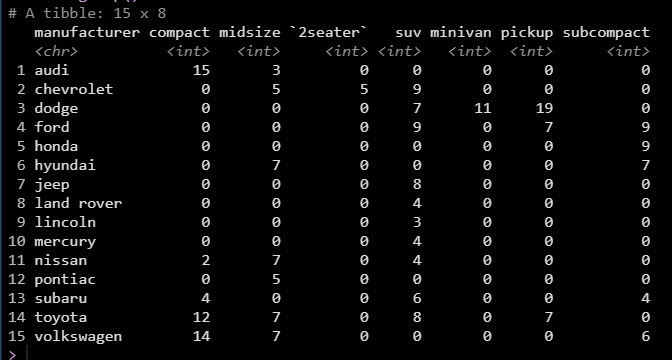 # A tibble: 15 x 8
manufacturer compact midsize `2seater` suv minivan pickup subcompact
<chr> <int> <int> <int> <int> <int> <int> <int>
1 audi 15 3 0 0 0 0 0
2 chevrolet 0 5 5 9 0 0 0
3 dodge 0 0 0 7 11 19 0
4 ford 0 0 0 9 0 7 9
5 honda 0 0 0 0 0 0 9
6 hyundai 0 7 0 0 0 0 7
7 jeep 0 0 0 8 0 0 0
8 land rover 0 0 0 4 0 0 0
9 lincoln 0 0 0 3 0 0 0
10 mercury 0 0 0 4 0 0 0
11 nissan 2 7 0 4 0 0 0
12 pontiac 0 5 0 0 0 0 0
13 subaru 4 0 0 6 0 0 4
14 toyota 12 7 0 8 0 7 0
15 volkswagen 14 7 0 0 0 0 6
>